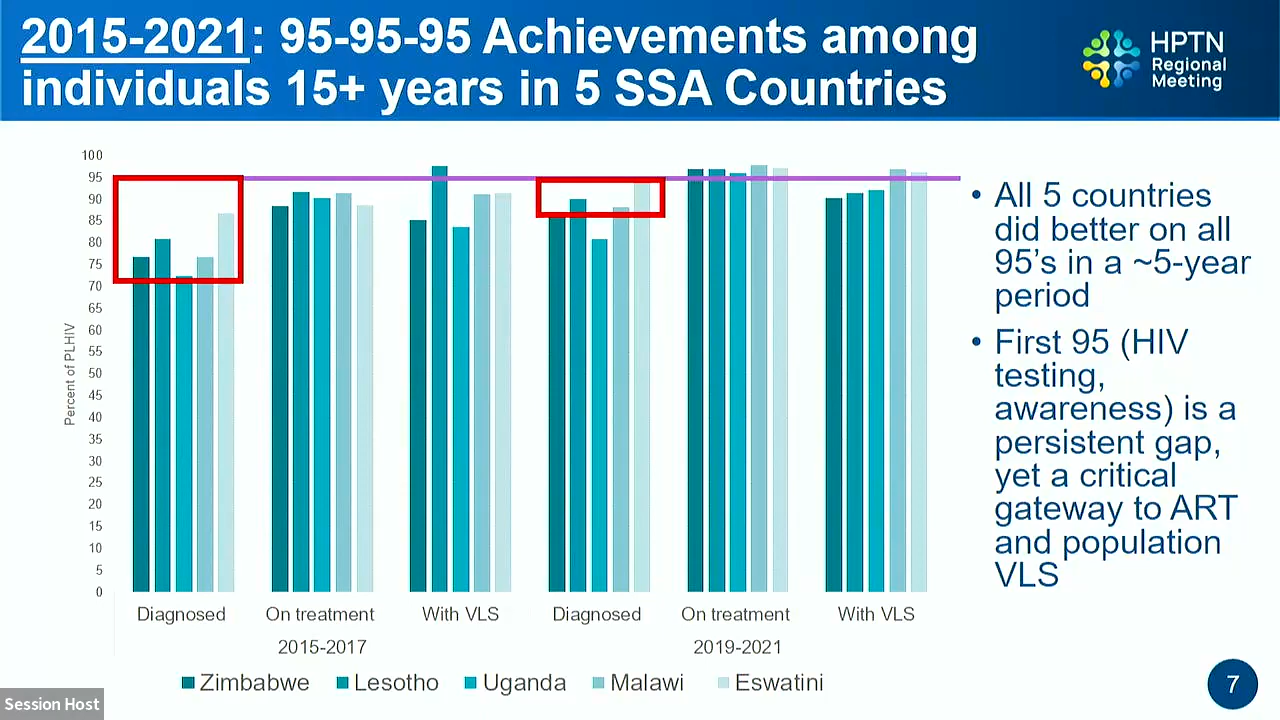 2015-2021: 95-95-95 Achievements among
individuals 15+ years in 5 SSA Countries
HPTN
Regional
Meeting
100
95
90
85
80
75
70
65
60
55
50
45
40
35
30
25
20
15
10
5
0
Percent of PLHIV
Diagnosed On treatment With VLS Diagnosed On treatment With VLS
2015-2017 2019-2021
Zimbabwe Lesotho Uganda Malawi Eswatini
• All 5 countries
did better on all
95’s in a ~5-year
period
• First 95 (HIV
testing,
awareness) is a
persistent gap,
yet a critical
gateway to ART
and population
VLS
7
Session Host